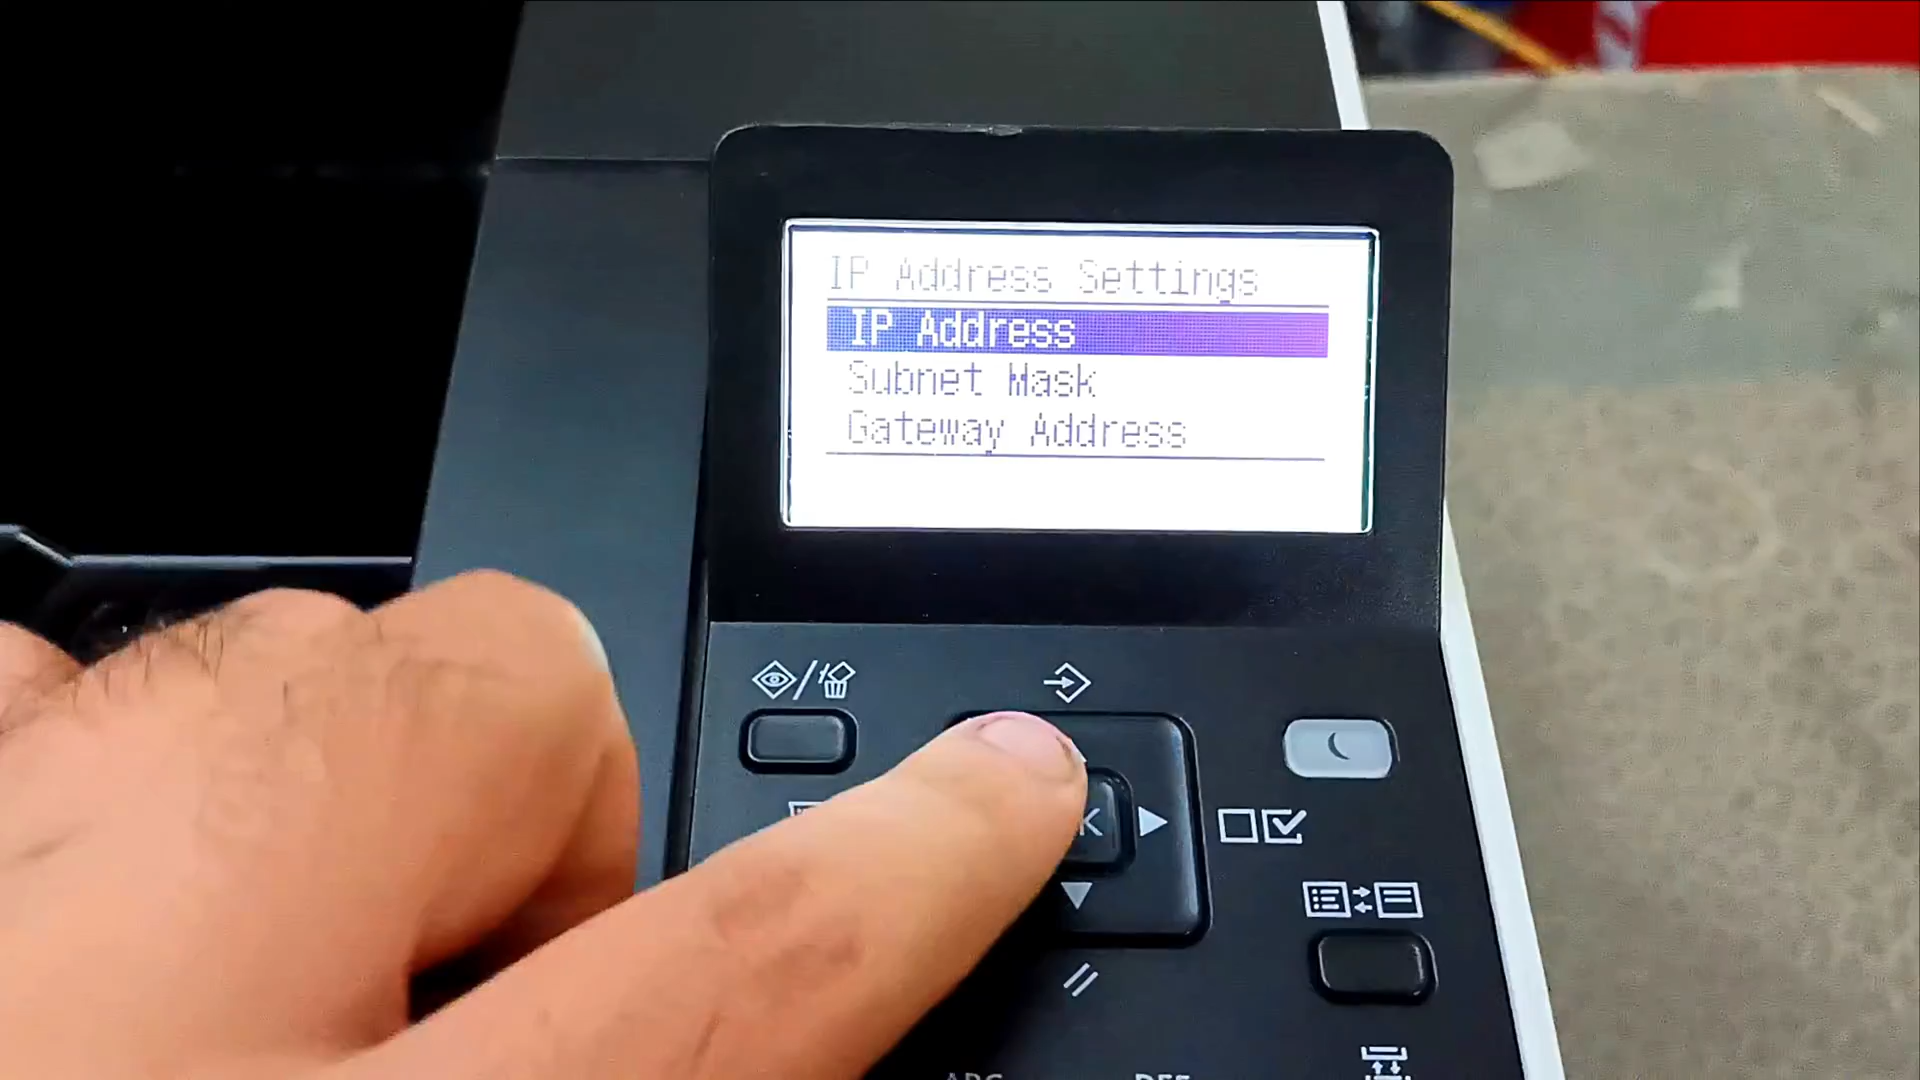 IP Address Settings
IP Address
Subnet Mask
Gateway Address
K